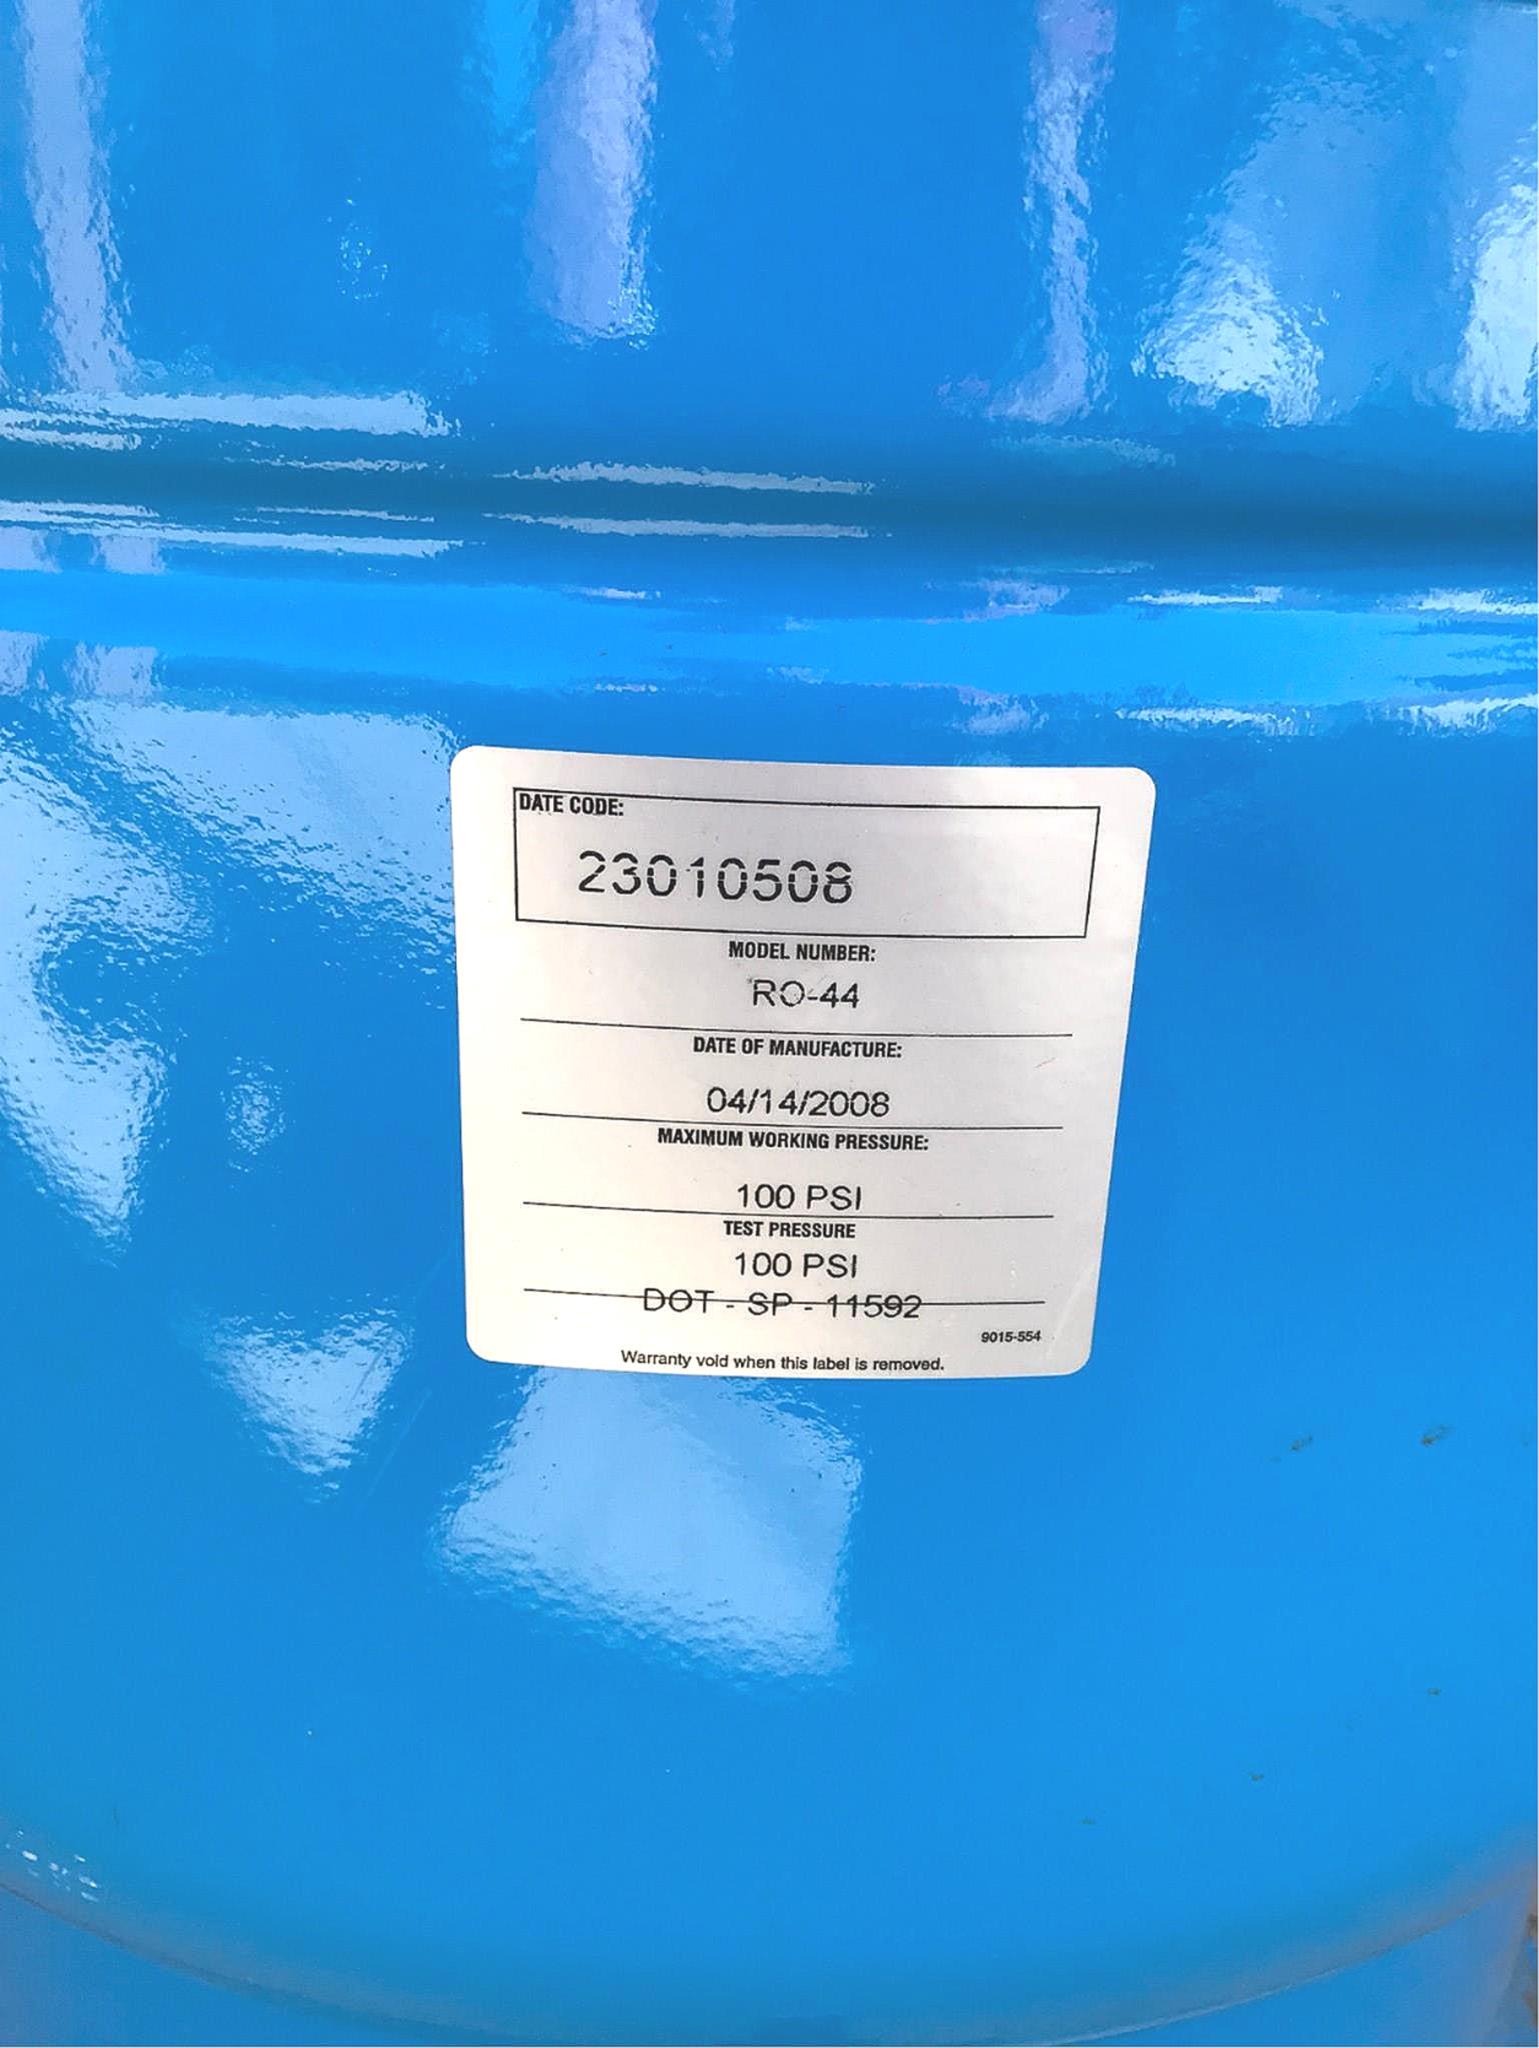 DATE CODE:
23010508
MODEL NUMBER:
RO-44
DATE OF MANUFACTURE:
04/14/2008
MAXIMUM WORKING PRESSURE:
100 PSI
TEST PRESSURE
100 PSI
DOT - SP - 11592
9015-554
Warranty void when this label is removed.